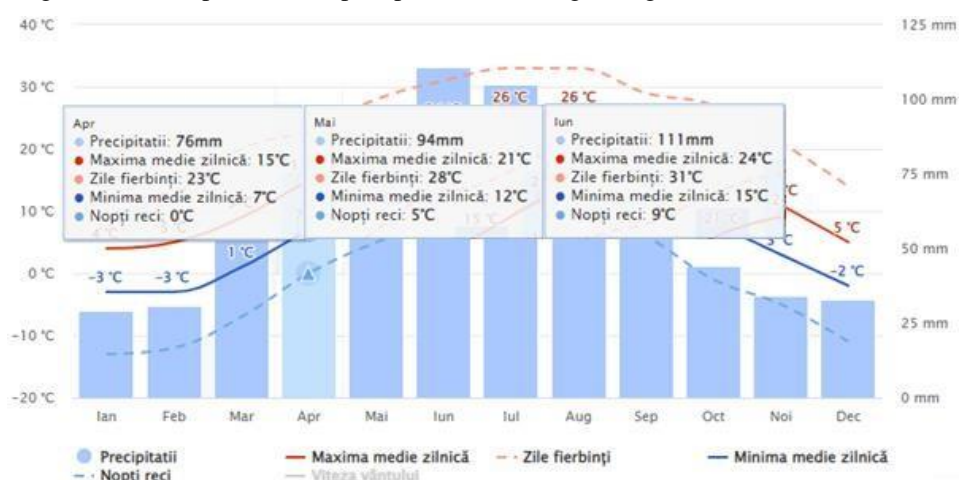 40 °C
125 mm
30 °C
26 °C
26 °C
100 mm
Apr
Precipitatii: 76mm
Maxima medie zilnică: 15°C
Zile fierbinți: 23°C
Minima medie zilnică: 7°C
Nopți reci: 0°C
Mai
Precipitatii: 94mm
Maxima medie zilnică: 21°C
Zile fierbinți: 28°C
Minima medie zilnică: 12°C
Nopți reci: 5°C
Iun
Precipitatii: 111mm
Maxima medie zilnică: 24°C
Zile fierbinți: 31°C
Minima medie zilnică: 15°C
Nopți reci: 9°C
20 °C
75 mm
10 °C
50 mm
5 °C
1 °C
0 °C
-3 °C
-3 °C
-2 °C
-10 °C
25 mm
-20 °C
0 mm
Ian Feb Mar Apr Mai Iun Iul Aug Sep Oct Noi Dec
Precipitatii Maxima medie zilnică Zile fierbinți Minima medie zilnică
Nopți reci Viteza vântului